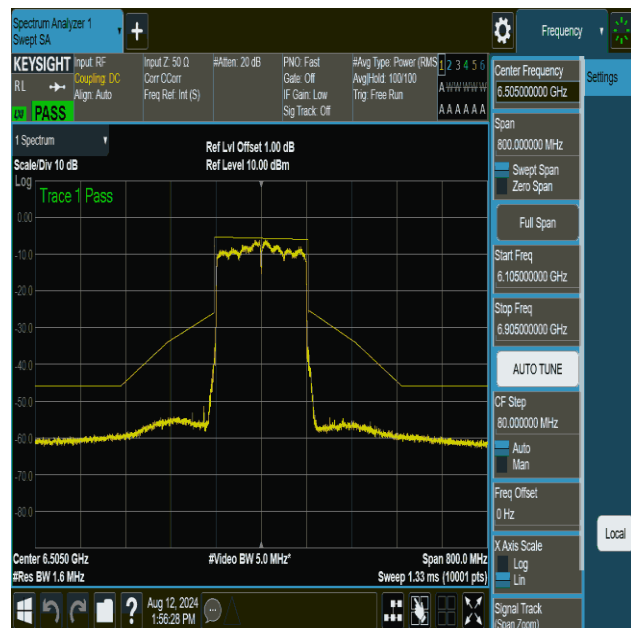 Spectrum Analyzer 1
Swept SA
+
Frequency
KEYSIGHT
RL
PASS
Input: RF
Coupling: DC
Align: Auto
Input Z: 50 Ω
Corr CCorr
Freq Ref: Int (S)
#Atten: 20 dB
PNO: Fast
Gate: Off
IF Gain: Low
Sig Track: Off
#Avg Type: Power (RMS
Avg|Hold: 100/100
Trig: Free Run
1 2 3 4 5 6
A W W W W W
A A A A A A
1 Spectrum
Scale/Div 10 dB
Log
Ref Lvl Offset 1.00 dB
Ref Level 10.00 dBm
Trace 1 Pass
0.00
-10.0
-20.0
-30.0
-40.0
-50.0
-60.0
-70.0
-80.0
Center 6.5050 GHz
#Res BW 1.6 MHz
#Video BW 5.0 MHz*
Span 800.0 MHz
Sweep 1.33 ms (10001 pts)
Center Frequency
6.505000000 GHz
Settings
Span
800.000000 MHz
Swept Span
Zero Span
Full Span
Start Freq
6.105000000 GHz
Stop Freq
6.905000000 GHz
AUTO TUNE
CF Step
80.000000 MHz
Auto
Man
Freq Offset
0 Hz
X Axis Scale
Log
Lin
Local
Signal Track
(Span Zoom)
?
Aug 12, 2024
1:56:28 PM